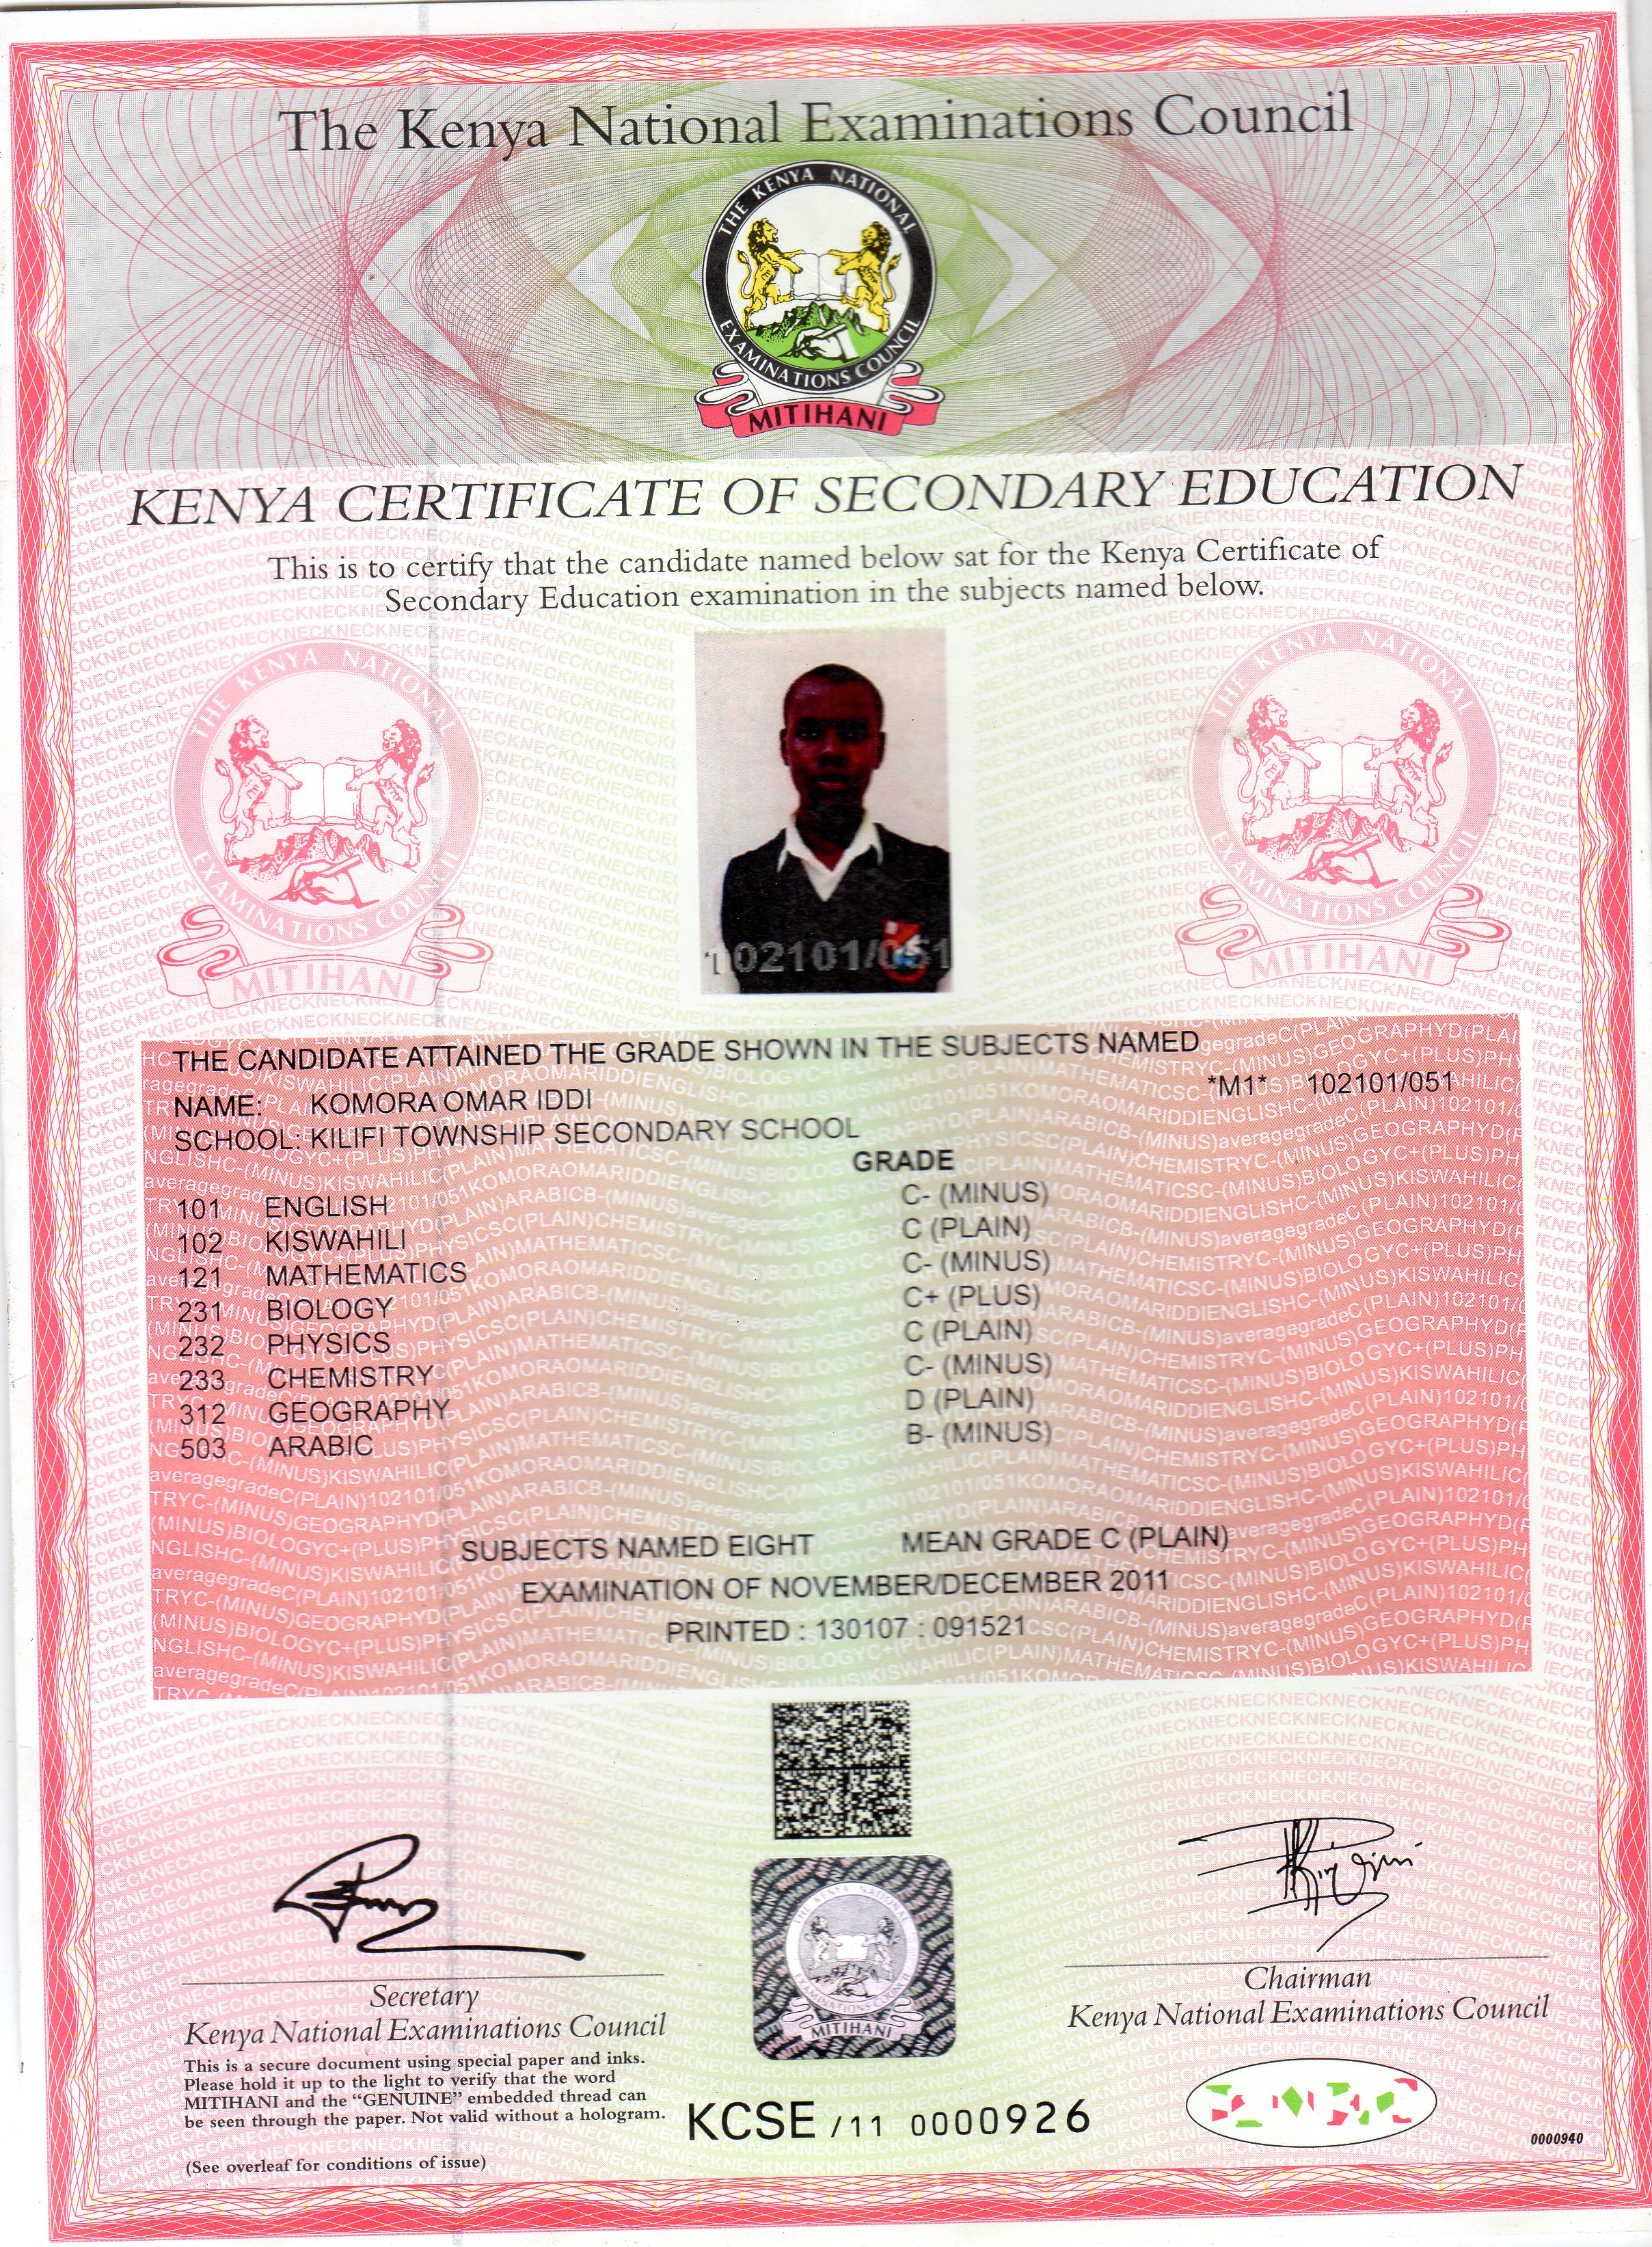 The Kenya National Examinations Council
THE KENYA NATIONAL
EXAMINATIONS COUNCIL
MITIHANI
KENYA CERTIFICATE OF SECONDARY EDUCATION
This is to certify that the candidate named below sat for the Kenya Certificate of
Secondary Education examination in the subjects named below.
THE KENYA NATIONAL
EXAMINATIONS COUNCIL
MITIHANI
THE KENYA NATIONAL
EXAMINATIONS COUNCIL
MITIHANI
102101/051
THE CANDIDATE ATTAINED THE GRADE SHOWN IN THE SUBJECTS NAMED
*M1* 102101/051
NAME: KOMORA OMAR IDDI
SCHOOL: KILIFI TOWNSHIP SECONDARY SCHOOL
GRADE
101 ENGLISH C- (MINUS)
102 KISWAHILI C (PLAIN)
121 MATHEMATICS C- (MINUS)
231 BIOLOGY C+ (PLUS)
232 PHYSICS C (PLAIN)
233 CHEMISTRY C- (MINUS)
312 GEOGRAPHY D (PLAIN)
503 ARABIC B- (MINUS)
SUBJECTS NAMED EIGHT MEAN GRADE C (PLAIN)
EXAMINATION OF NOVEMBER/DECEMBER 2011
PRINTED : 130107 : 091521
MITIHANI
Secretary
Kenya National Examinations Council
Chairman
Kenya National Examinations Council
This is a secure document using special paper and inks.
Please hold it up to the light to verify that the word
MITIHANI and the “GENUINE” embedded thread can
be seen through the paper. Not valid without a hologram.
(See overleaf for conditions of issue)
KCSE /11 0000926
0000940